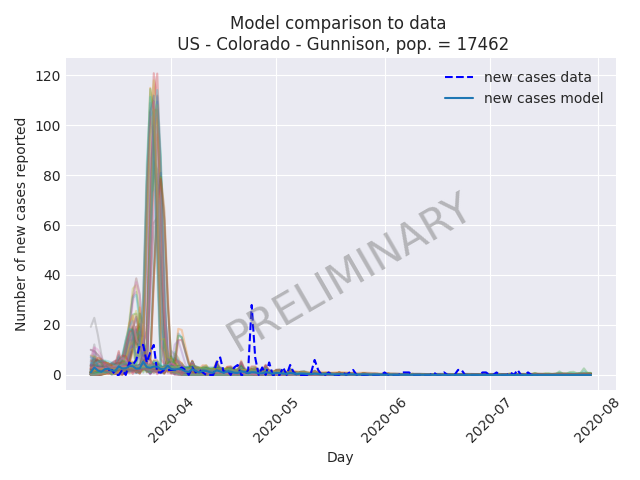 Model comparison to data
US - Colorado - Gunnison, pop. = 17462
new cases data
new cases model
PRELIMINARY
Number of new cases reported
120
100
80
60
40
20
0
2020-04
2020-05
2020-06
2020-07
2020-08
Day